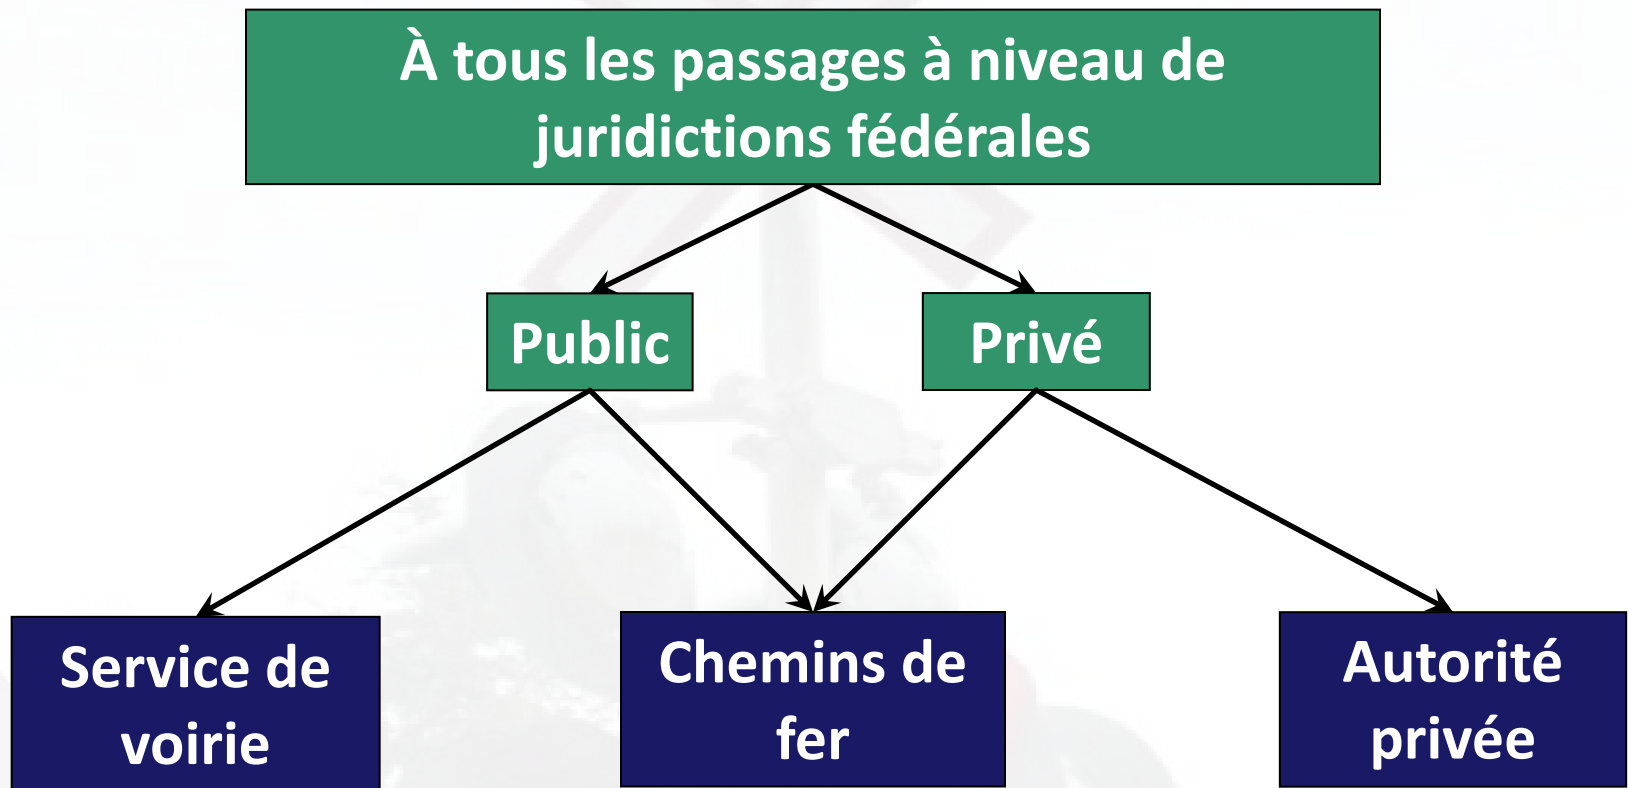 À tous les passages à niveau de
juridictions fédérales
Public
Privé
Service de
voirie
Chemins de
fer
Autorité
privée